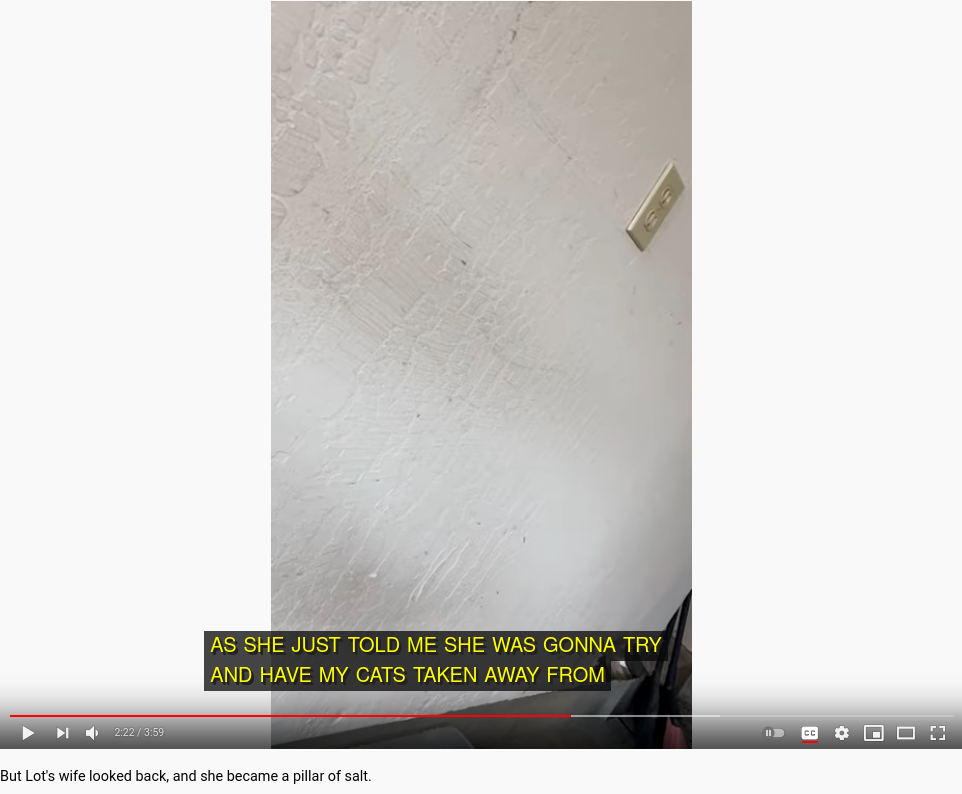 AS SHE JUST TOLD ME SHE WAS GONNA TRY
AND HAVE MY CATS TAKEN AWAY FROM
2:22 / 3:59
CC
But Lot's wife looked back, and she became a pillar of salt.